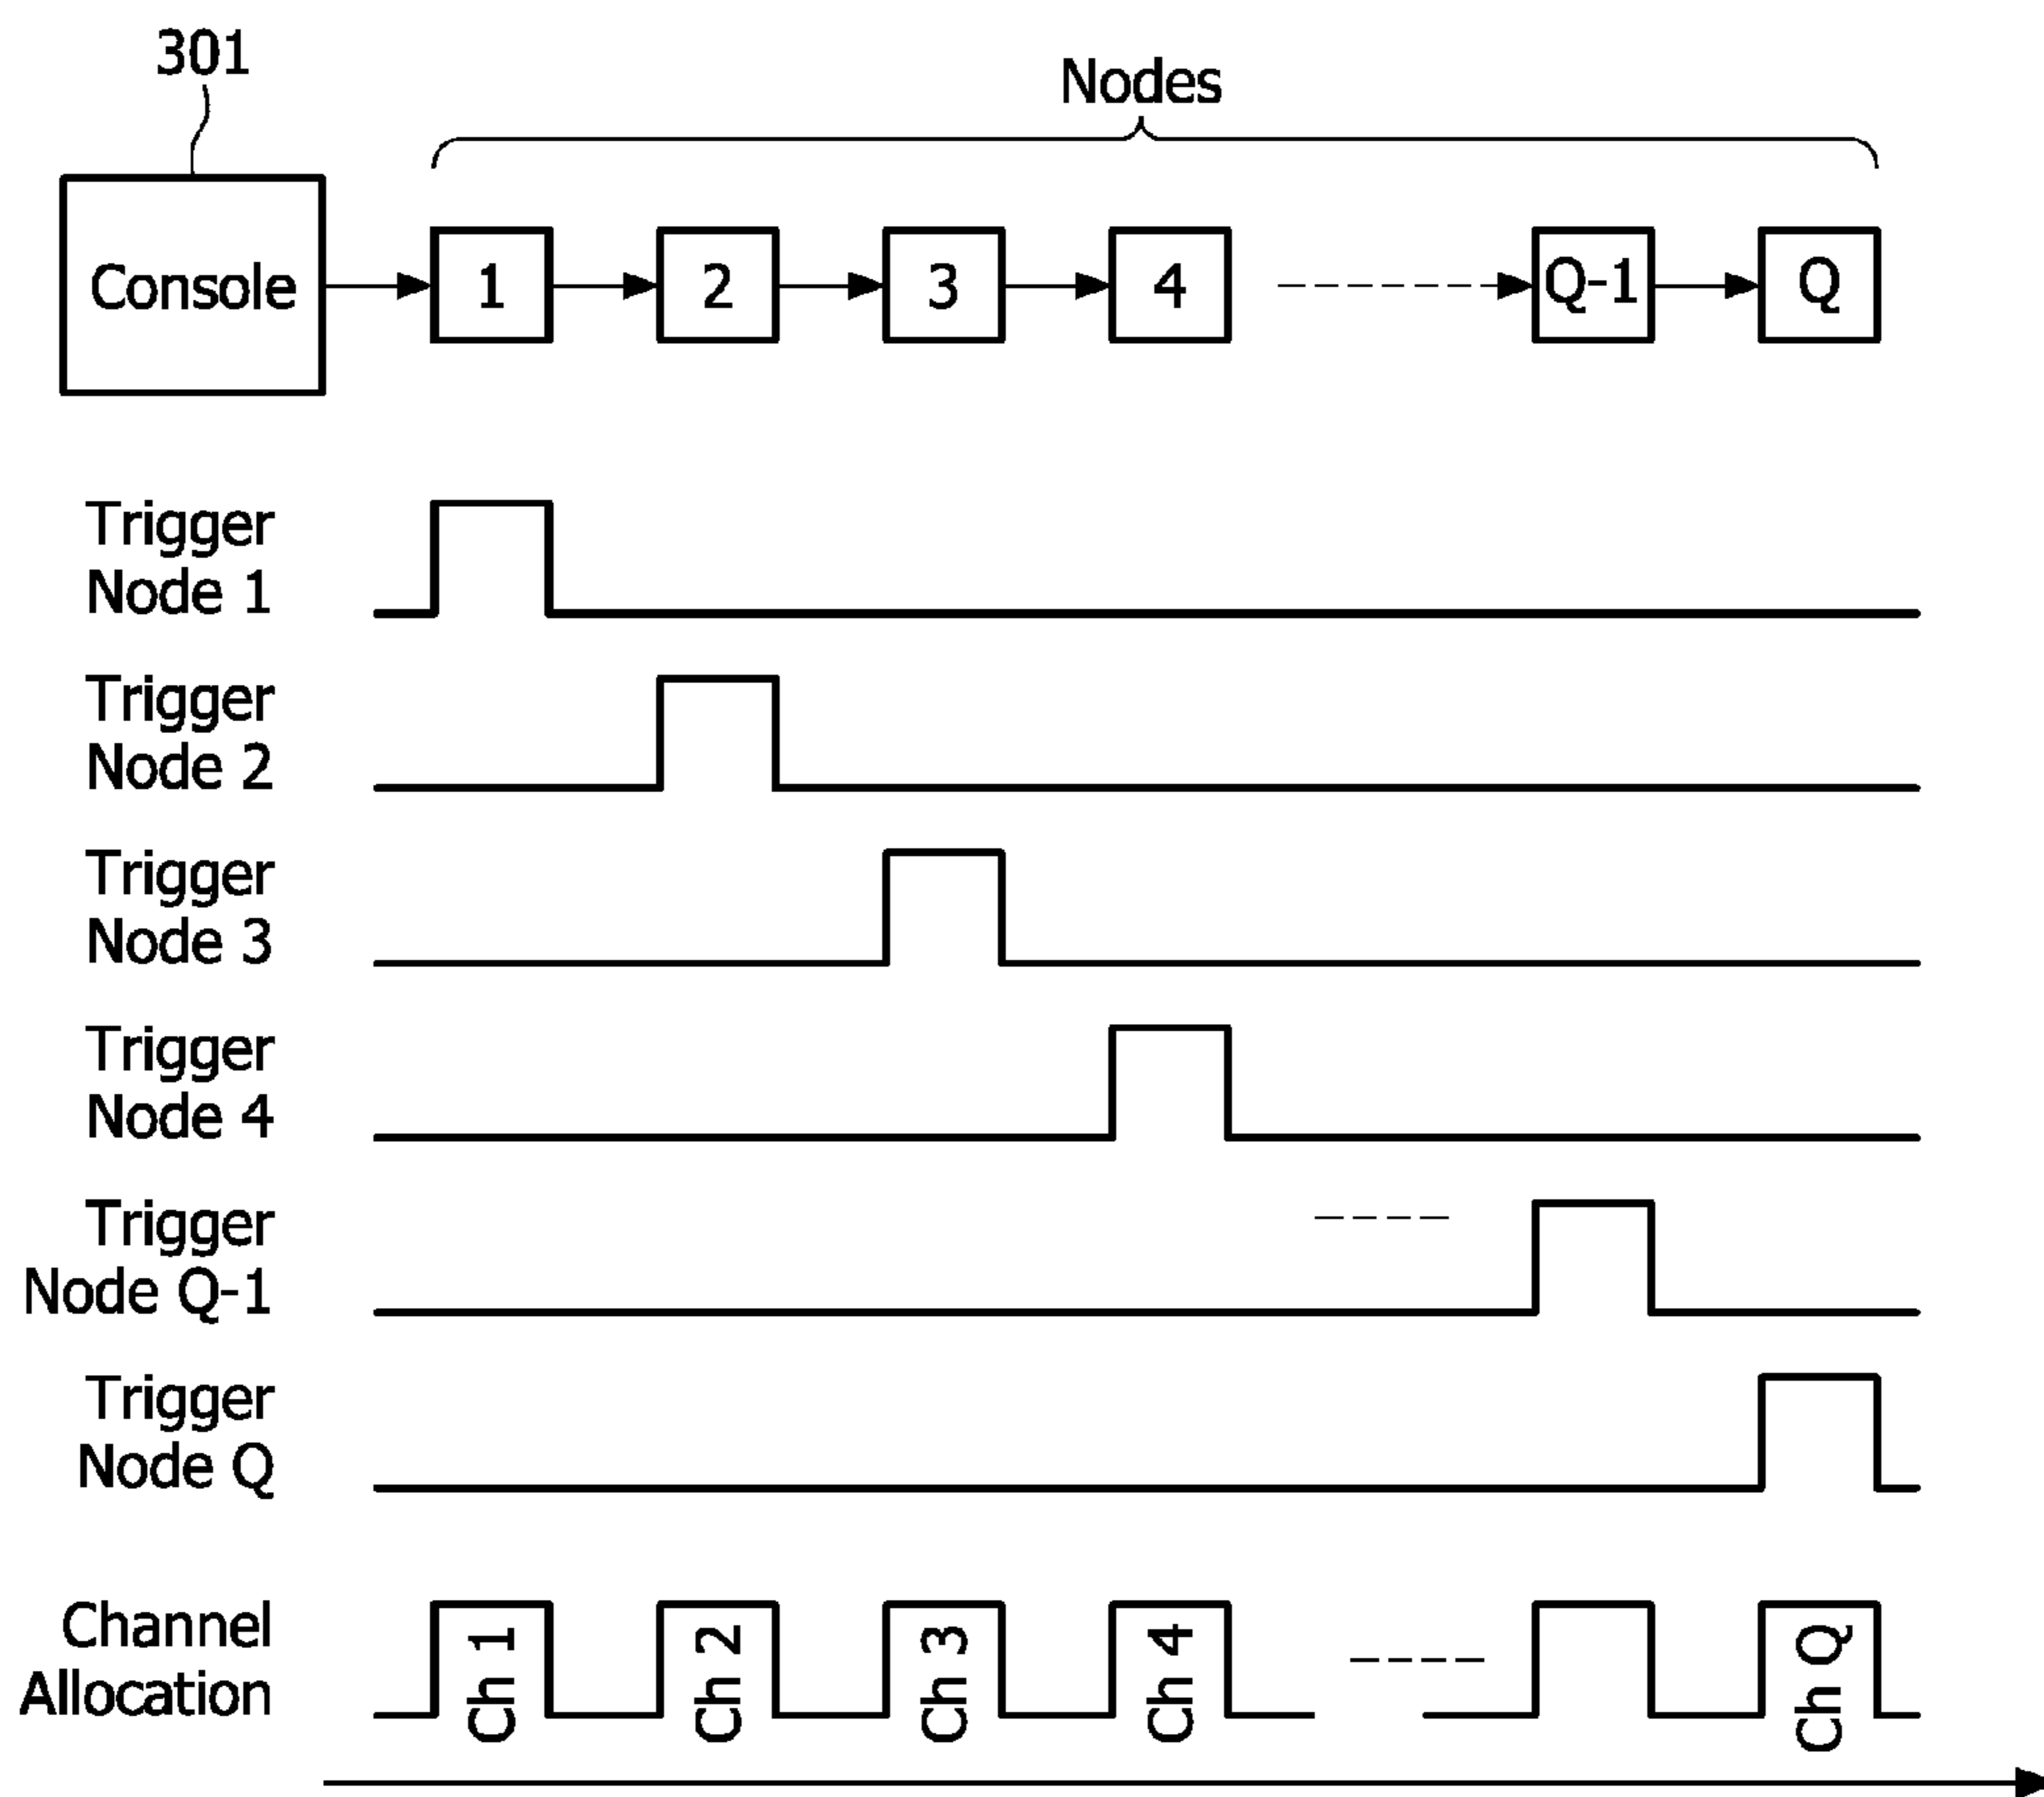 301
Nodes
Console
1
2
3
4
Q-1
Q
Trigger
Node 1
Trigger
Node 2
Trigger
Node 3
Trigger
Node 4
Trigger
Node Q-1
Trigger
Node Q
Channel
Allocation
Ch 1
Ch 2
Ch 3
Ch 4
Ch Q